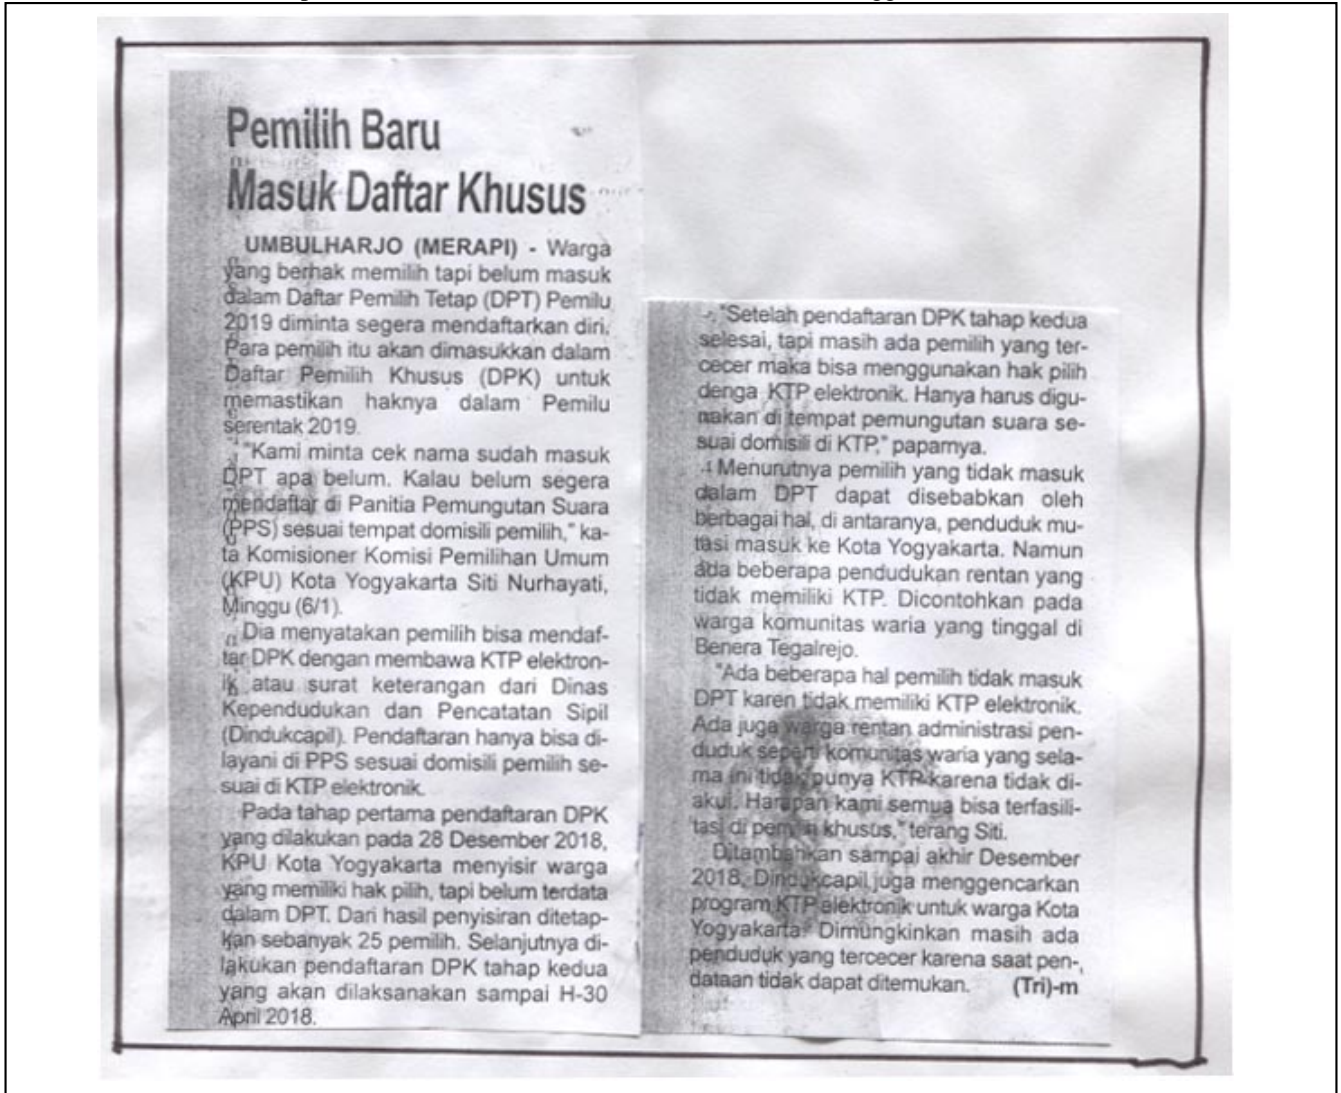 Pemilih Baru
Masuk Daftar Khusus
UMBULHARJO (MERAPI) - Warga
yang berhak memilih tapi belum masuk
dalam Daftar Pemilih Tetap (DPT) Pemilu
2019 diminta segera mendaftarkan diri.
Para pemilih itu akan dimasukkan dalam
Daftar Pemilih Khusus (DPK) untuk
memastikan haknya dalam Pemilu
serentak 2019.
"Kami minta cek nama sudah masuk
DPT apa belum. Kalau belum segera
mendaftar di Panitia Pemungutan Suara
(PPS) sesuai tempat domisili pemilih," ka-
ta Komisioner Komisi Pemilihan Umum
(KPU) Kota Yogyakarta Siti Nurhayati,
Minggu (6/1).
Dia menyatakan pemilih bisa mendaf-
tar DPK dengan membawa KTP elektron-
ik atau surat keterangan dari Dinas
Kependudukan dan Pencatatan Sipil
(Dindukcapil). Pendaftaran hanya bisa di-
layani di PPS sesuai domisili pemilih se-
suai di KTP elektronik.
Pada tahap pertama pendaftaran DPK
yang dilakukan pada 28 Desember 2018,
KPU Kota Yogyakarta menyisir warga
yang memiliki hak pilih, tapi belum terdata
dalam DPT. Dari hasil penyisiran ditetap-
kan sebanyak 25 pemilih. Selanjutnya di-
lakukan pendaftaran DPK tahap kedua
yang akan dilaksanakan sampai H-30
April 2018.
"Setelah pendaftaran DPK tahap kedua
selesai, tapi masih ada pemilih yang ter-
cecer maka bisa menggunakan hak pilih
denga KTP elektronik. Hanya harus digu-
nakan di tempat pemungutan suara se-
suai domisili di KTP," paparnya.
Menurutnya pemilih yang tidak masuk
dalam DPT dapat disebabkan oleh
berbagai hal, di antaranya, penduduk mu-
tasi masuk ke Kota Yogyakarta. Namun
ada beberapa pendudukan rentan yang
tidak memiliki KTP. Dicontohkan pada
warga komunitas waria yang tinggal di
Benera Tegalrejo.
"Ada beberapa hal pemilih tidak masuk
DPT karen tidak memiliki KTP elektronik.
Ada juga warga rentan administrasi pen-
duduk seperti komunitas waria yang sela-
ma ini tidak punya KTP karena tidak di-
akui. Harapan kami semua bisa terfasili-
tasi di pemilih khusus," terang Siti.
Ditambahkan sampai akhir Desember
2018, Dindukcapil juga menggencarkan
program KTP elektronik untuk warga Kota
Yogyakarta. Dimungkinkan masih ada
penduduk yang tercecer karena saat pen-
dataan tidak dapat ditemukan. (Tri)-m